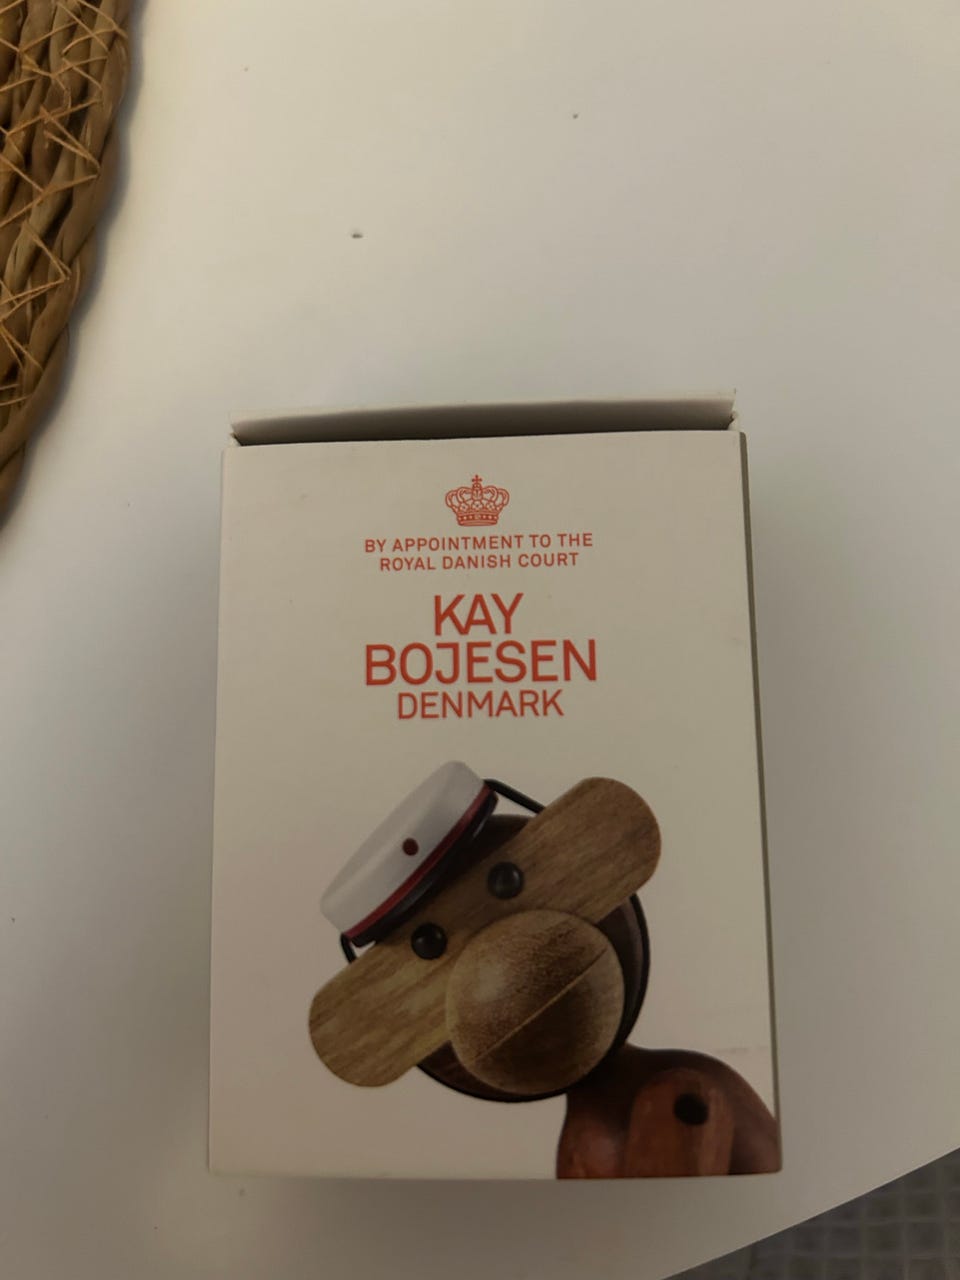 BY APPOINTMENT TO THE
ROYAL DANISH COURT
KAY
BOJESEN
DENMARK